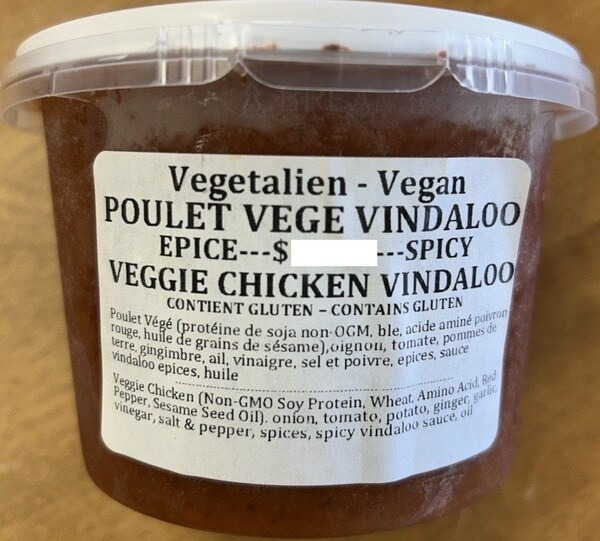 Vegetalien - Vegan
POULET VEGE VINDALOO
EPICE---$ ---SPICY
VEGGIE CHICKEN VINDALOO
CONTIENT GLUTEN - CONTAINS GLUTEN
Poulet Végé (protéine de soja non-OGM, ble, acide aminé poivron
rouge, huile de grains de sésame),oignon, tomate, pommes de
terre, gingimbre, ail, vinaigre, sel et poivre, epices, sauce
vindaloo epices, huile
Veggie Chicken (Non-GMO Soy Protein, Wheat, Amino Acid, Red
Pepper, Sesame Seed Oil). onion, tomato, potato, ginger, garlic,
vinegar, salt & pepper, spices, spicy vindaloo sauce, oil